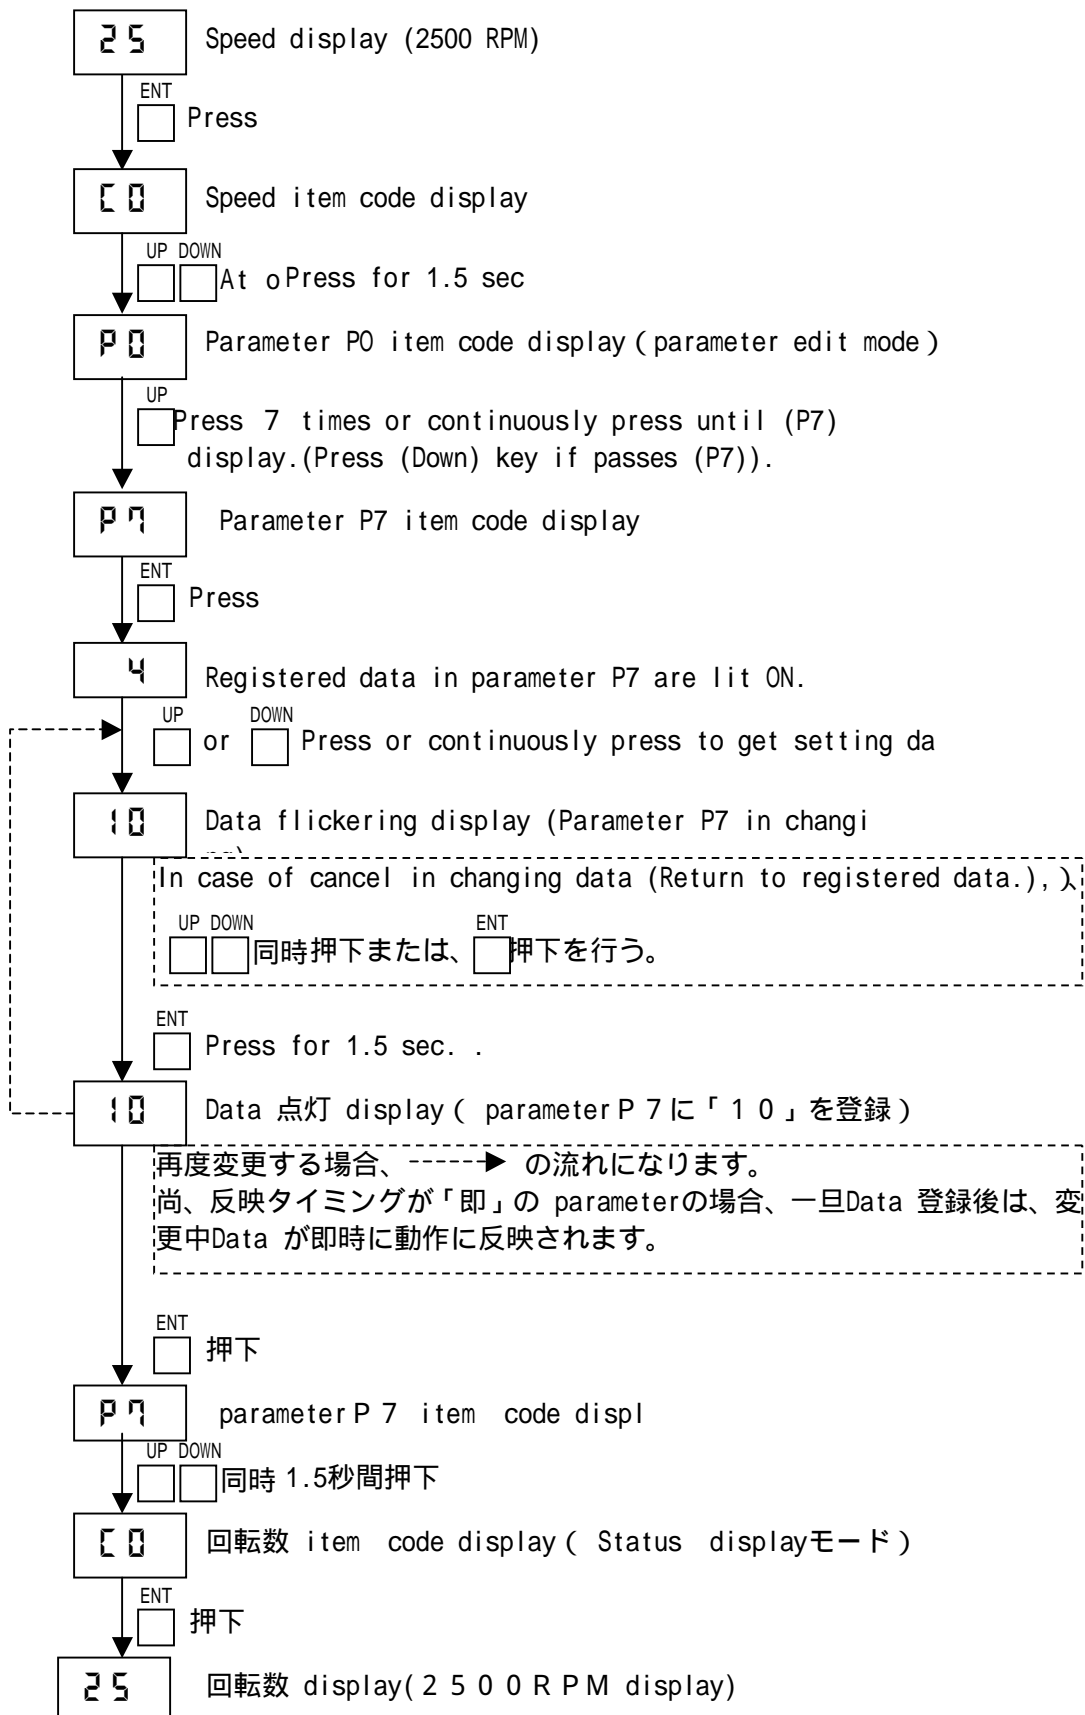 25 Speed display (2500 RPM)
ENT
Press
C0 Speed item code display
UP DOWN
At o Press for 1.5 sec
P0 Parameter P0 item code display (parameter edit mode)
UP
Press 7 times or continuously press until (P7)
display.(Press (Down) key if passes (P7)).
P7 Parameter P7 item code display
ENT
Press
4 Registered data in parameter P7 are lit ON.
UP DOWN
or Press or continuously press to get setting da
10 Data flickering display (Parameter P7 in changi
In case of cancel in changing data (Return to registered data.),)、
UP DOWN ENT
同時押下または、 押下を行う。
ENT
Press for 1.5 sec. .
10 Data 点灯 display ( parameter P 7に「10」を登録)
再度変更する場合、 の流れになります。
尚、反映タイミングが「即」の parameterの場合、一旦Data 登録後は、変
更中Data が即時に動作に反映されます。
ENT
押下
P7 parameter P 7 item code displ
UP DOWN
同時 1.5秒間押下
C0 回転数 item code display ( Status displayモード)
ENT
押下
25 回転数 display(2500RPM display)